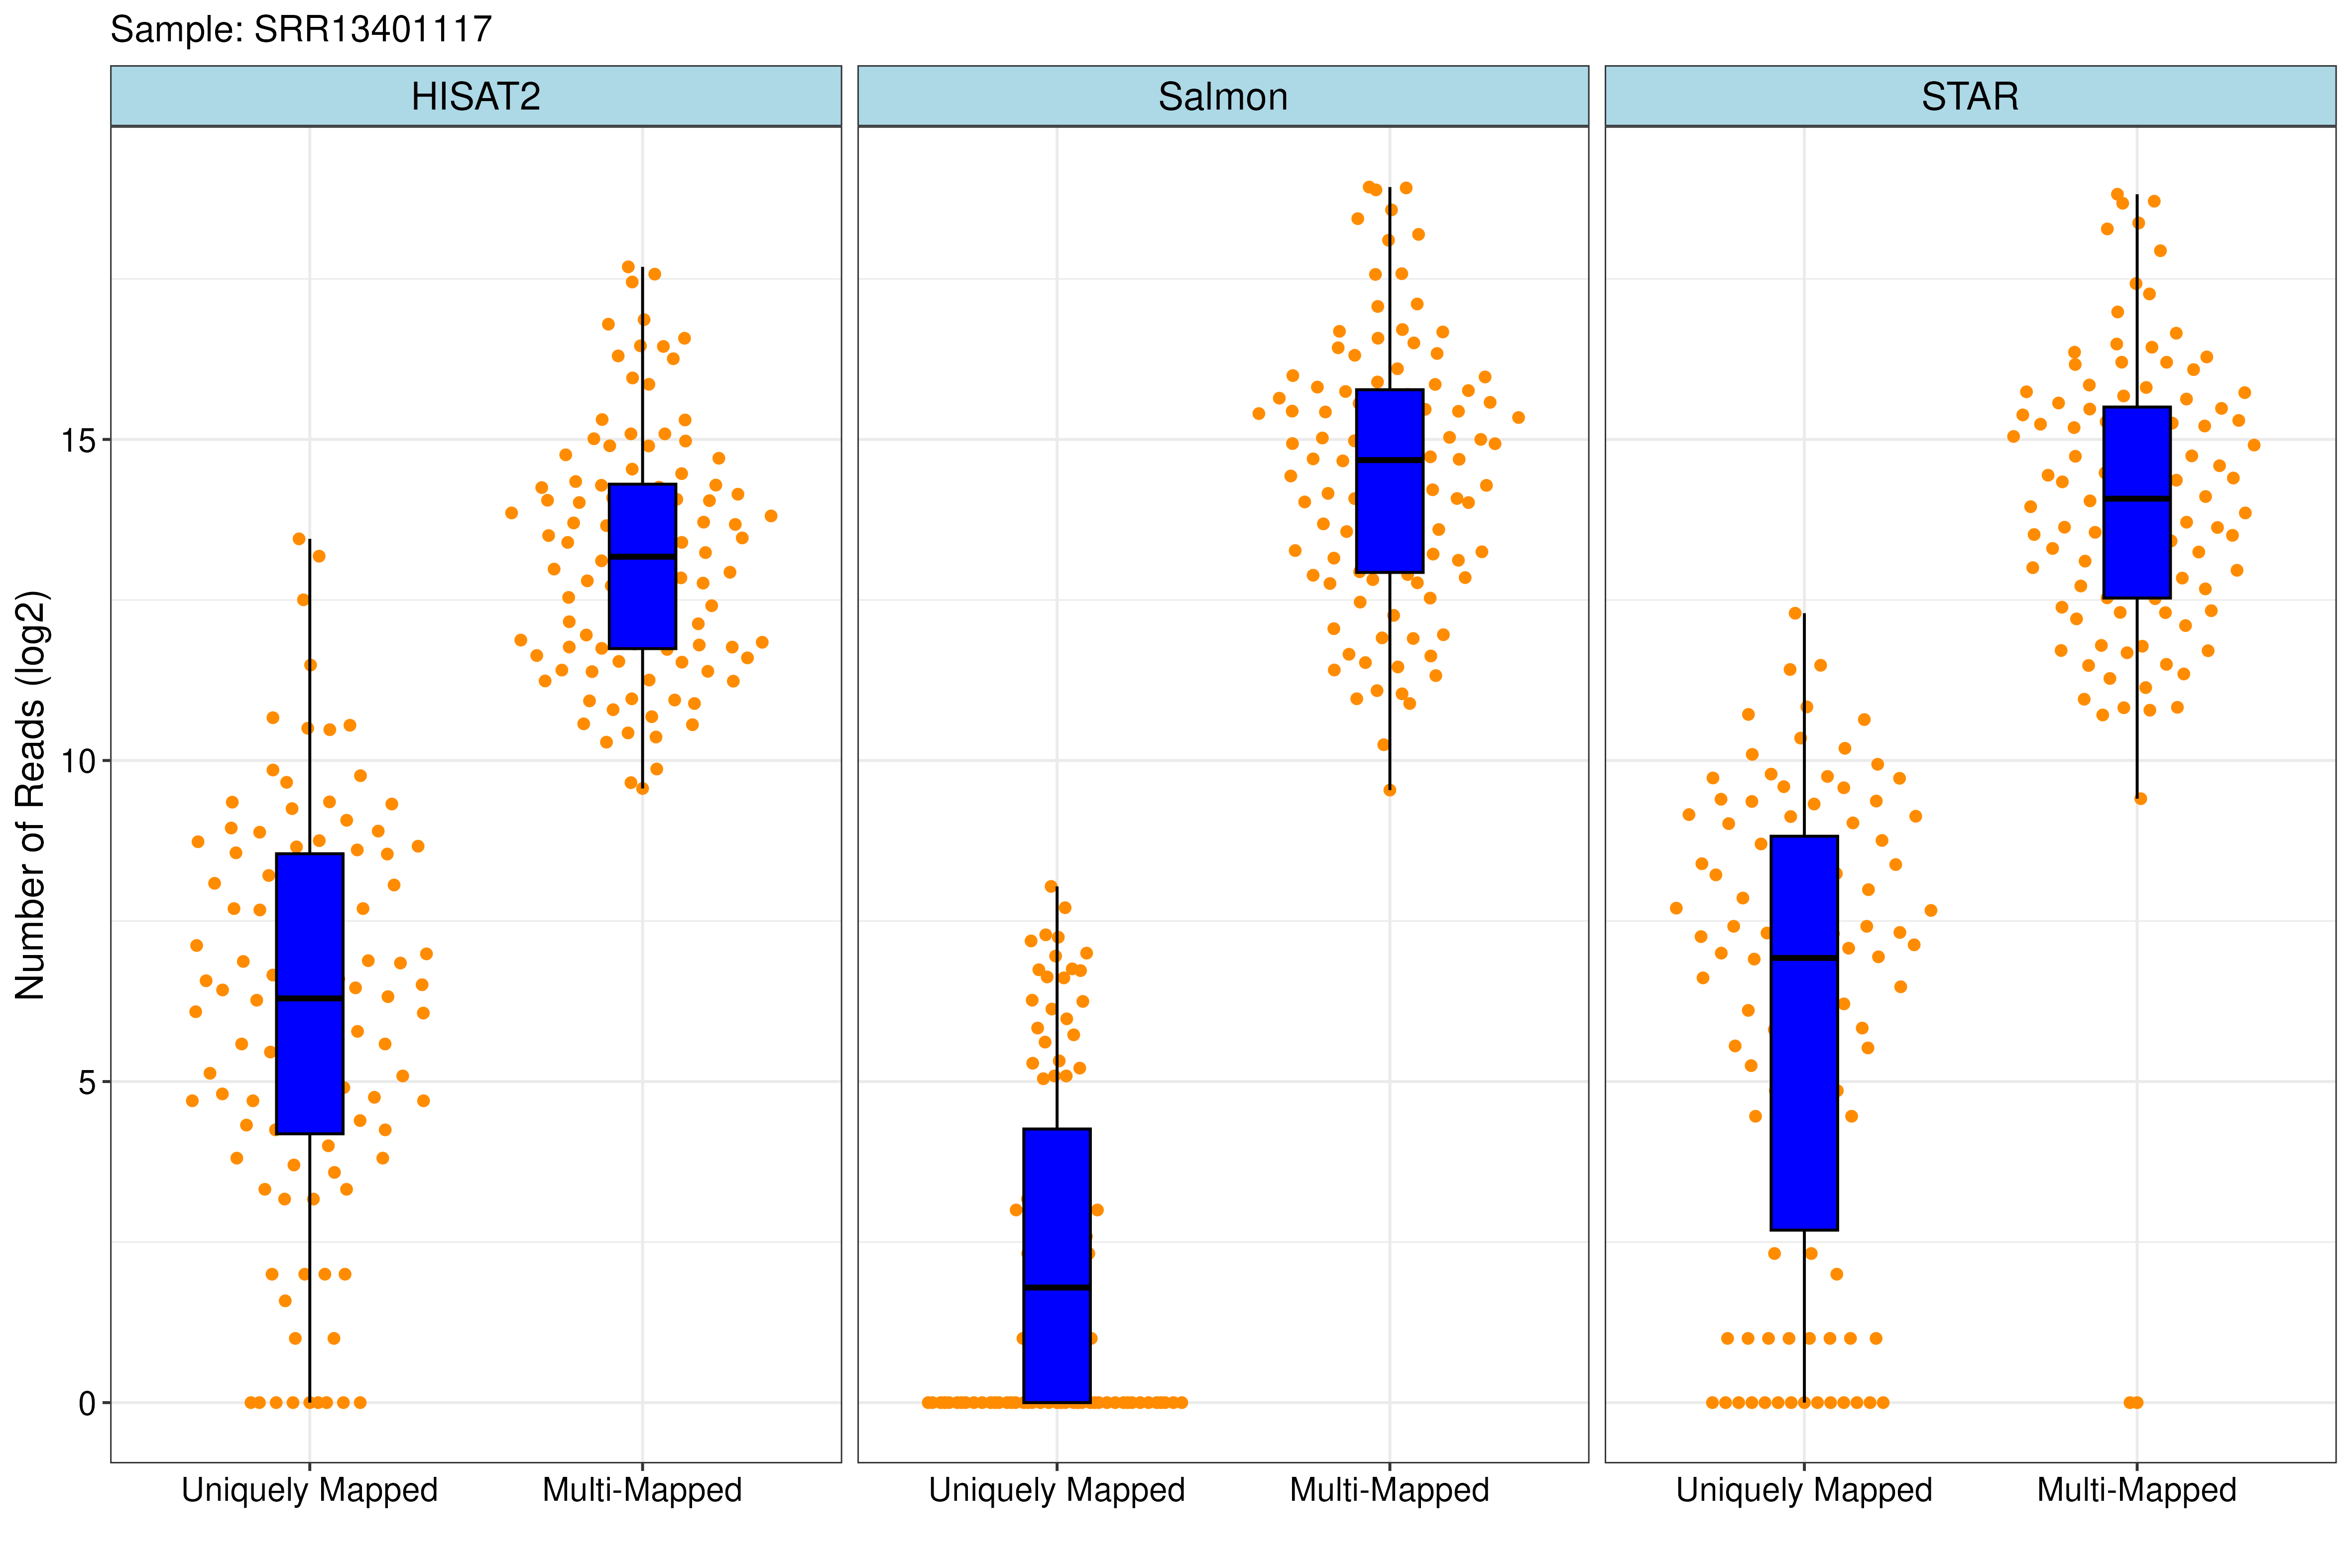 Sample: SRR13401117
HISAT2
Salmon
STAR
Number of Reads (log2)
15
10
5
0
Uniquely Mapped
Multi-Mapped
Uniquely Mapped
Multi-Mapped
Uniquely Mapped
Multi-Mapped